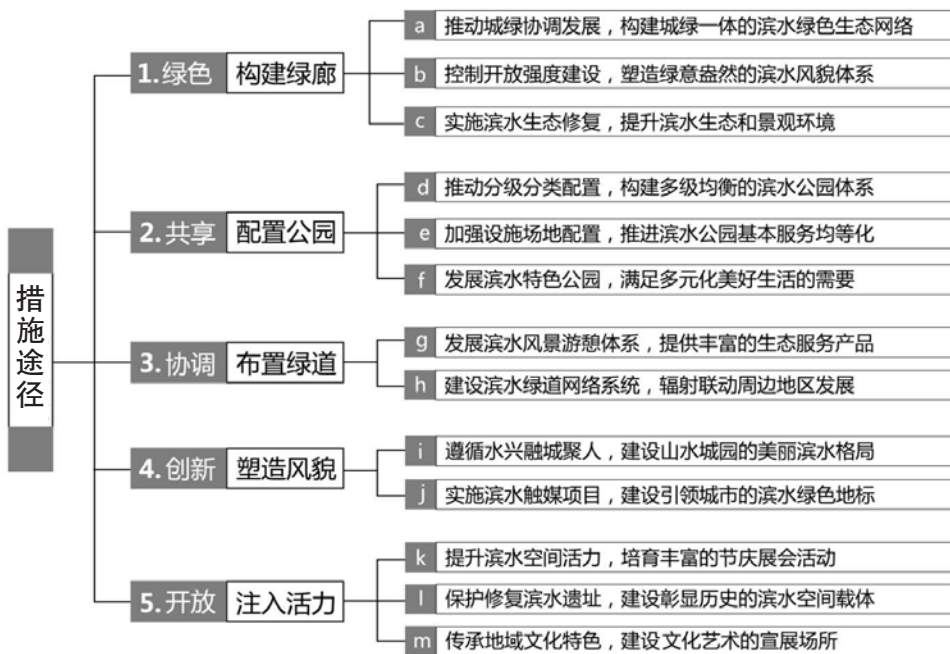 措施途径
1.绿色 构建绿廊
a 推动城绿协调发展，构建城绿一体的滨水绿色生态网络
b 控制开放强度建设，塑造绿意盎然的滨水风貌体系
c 实施滨水生态修复，提升滨水生态和景观环境
2.共享 配置公园
d 推动分级分类配置，构建多级均衡的滨水公园体系
e 加强设施场地配置，推进滨水公园基本服务均等化
f 发展滨水特色公园，满足多元化美好生活的需要
3.协调 布置绿道
g 发展滨水风景游憩体系，提供丰富的生态服务产品
h 建设滨水绿道网络系统，辐射联动周边地区发展
4.创新 塑造风貌
i 遵循水兴融城聚人，建设山水城园的美丽滨水格局
j 实施滨水触媒项目，建设引领城市的滨水绿色地标
5.开放 注入活力
k 提升滨水空间活力，培育丰富的节庆展会活动
l 保护修复滨水遗址，建设彰显历史的滨水空间载体
m 传承地域文化特色，建设文化艺术的宣展场所